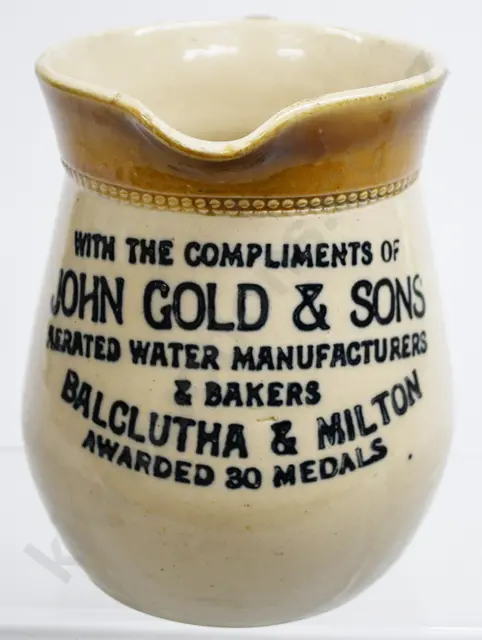 WITH THE COMPLIMENTS OF
JOHN GOLD & SONS
AERATED WATER MANUFACTURERS
& BAKERS
BALCLUTHA & MILTON
AWARDED 30 MEDALS